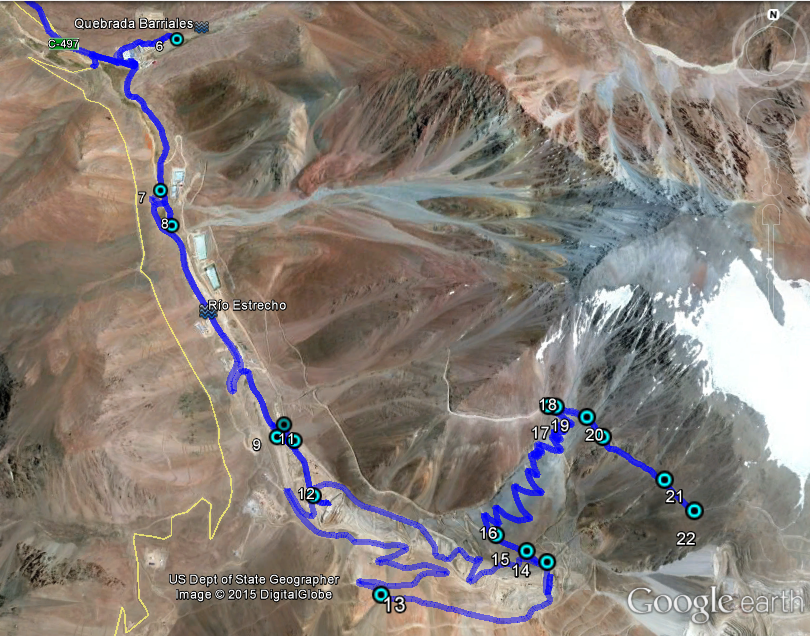 N
Quebrada Barriales
6
C-497
7
8
Río Estrecho
18
19
17
20
9
11
21
12
22
16
15
14
13
US Dept of State Geographer
Image © 2015 DigitalGlobe
Google earth